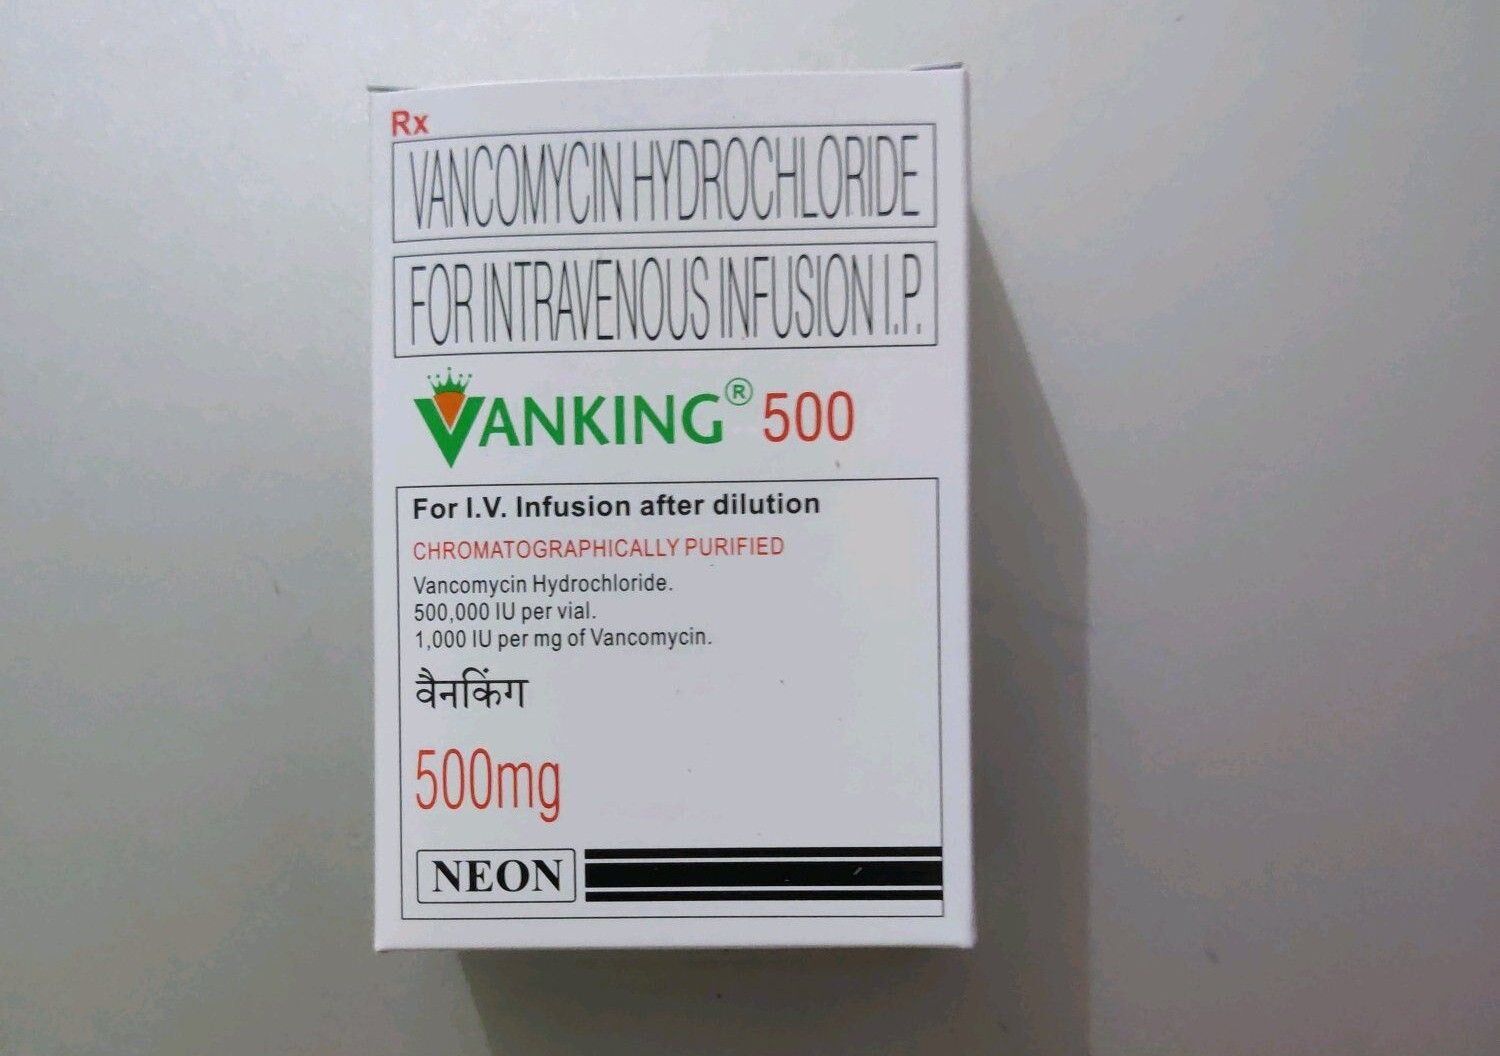 Rx
VANCOMYCIN HYDROCHLORIDE
FOR INTRAVENOUS INFUSION I.P.
VANKING® 500
For I.V. Infusion after dilution
CHROMATOGRAPHICALLY PURIFIED
Vancomycin Hydrochloride.
500,000 IU per vial.
1,000 IU per mg of Vancomycin.
वैनकिंग
500mg
NEON